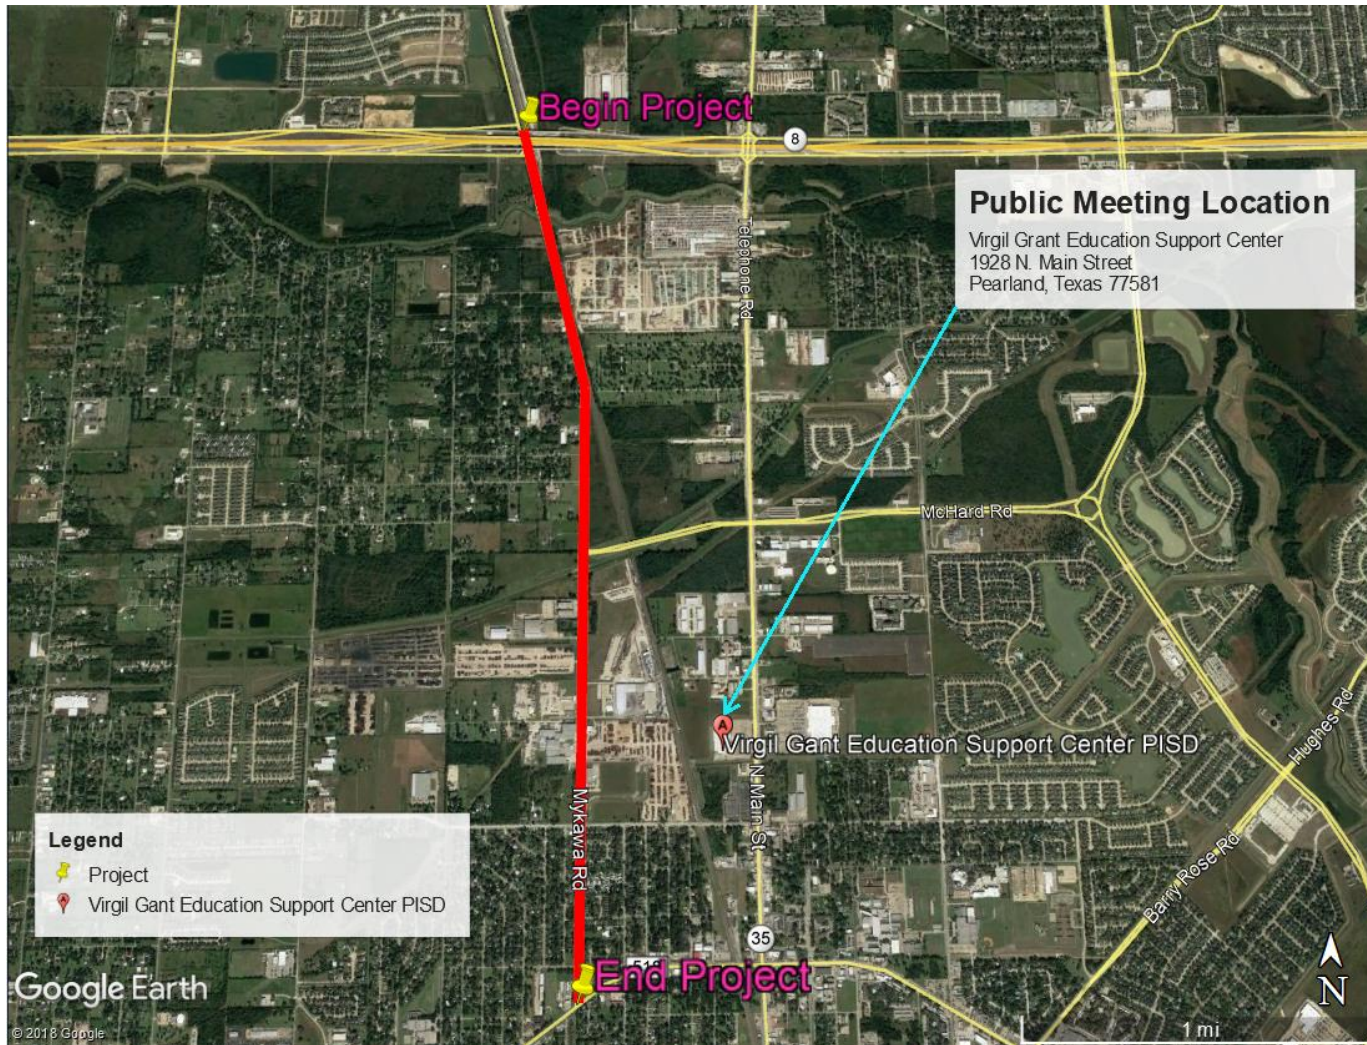 Begin Project
8
Public Meeting Location
Virgil Grant Education Support Center
1928 N. Main Street
Pearland, Texas 77581
Telephone Rd
McHard Rd
Hughes Rd
Virgil Gant Education Support Center PISD
A
N Main St
Mykawa Rd
Barry Rose Rd
Legend
Project
Virgil Gant Education Support Center PISD
35
End Project
Google Earth
N
© 2018 Google
1 mi